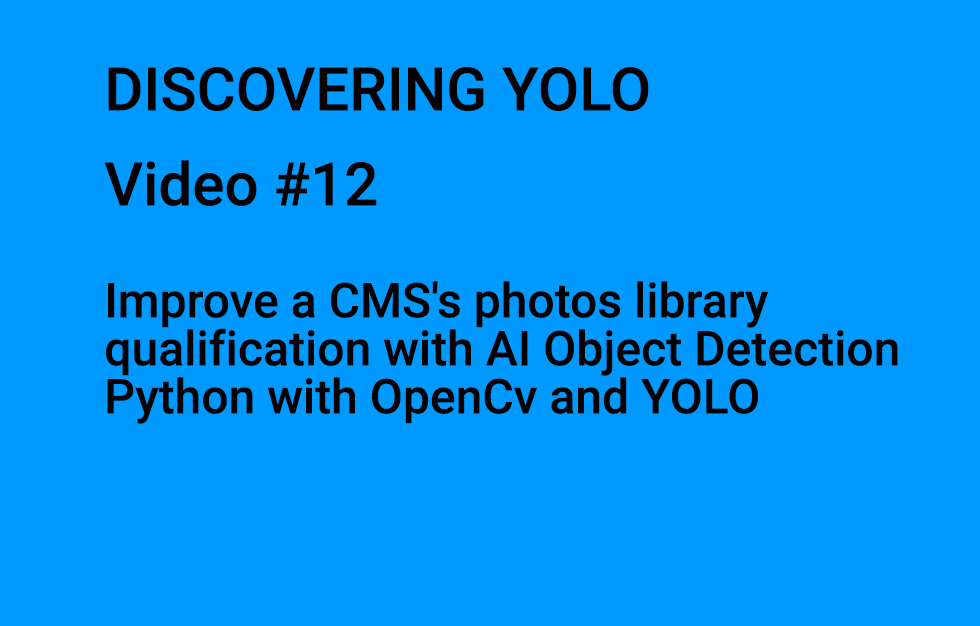 DISCOVERING YOLO
Video #12
Improve a CMS's photos library
qualification with AI Object Detection
Python with OpenCv and YOLO